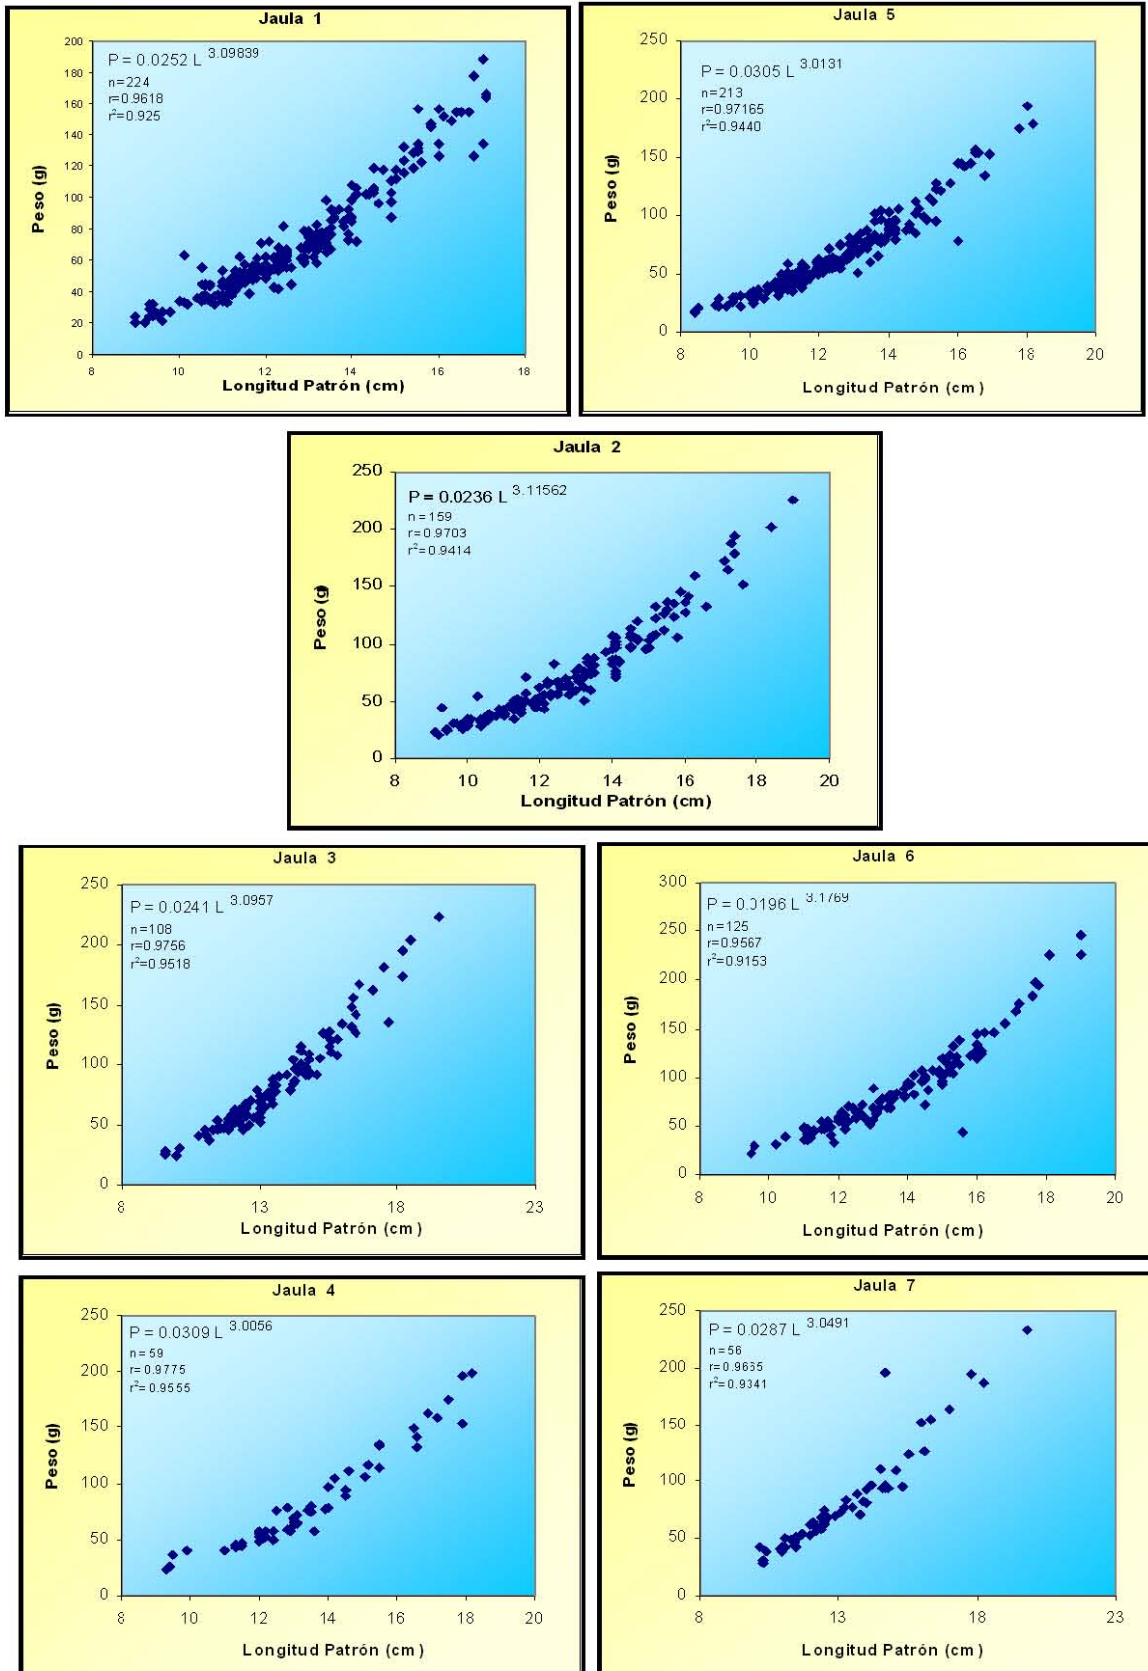 Jaula 1
P = 0.0252 L 3.09839
n=224
r=0.9618
r²=0.925
Peso (g)
200
180
160
140
120
100
80
60
40
20
0
8 10 12 14 16 18
Longitud Patrón (cm)
Jaula 5
P = 0.0305 L 3.0131
n=213
r=0.97165
r²=0.9440
Peso (g)
250
200
150
100
50
0
8 10 12 14 16 18 20
Longitud Patrón (cm)
Jaula 2
P = 0.0236 L 3.11562
n=159
r=0.9703
r²=0.9414
Peso (g)
250
200
150
100
50
0
8 10 12 14 16 18 20
Longitud Patrón (cm)
Jaula 3
P = 0.0241 L 3.0957
n=108
r=0.9756
r²=0.9518
Peso (g)
250
200
150
100
50
0
8 13 18 23
Longitud Patrón (cm)
Jaula 6
P = 0.0196 L 3.1769
n=125
r=0.9567
r²=0.9153
Peso (g)
300
250
200
150
100
50
0
8 10 12 14 16 18 20
Longitud Patrón (cm)
Jaula 4
P = 0.0309 L 3.0056
n=59
r=0.9775
r²=0.9555
Peso (g)
250
200
150
100
50
0
8 10 12 14 16 18 20
Longitud Patrón (cm)
Jaula 7
P = 0.0287 L 3.0491
n=56
r=0.9665
r²=0.9341
Peso (g)
250
200
150
100
50
0
8 13 18 23
Longitud Patrón (cm)